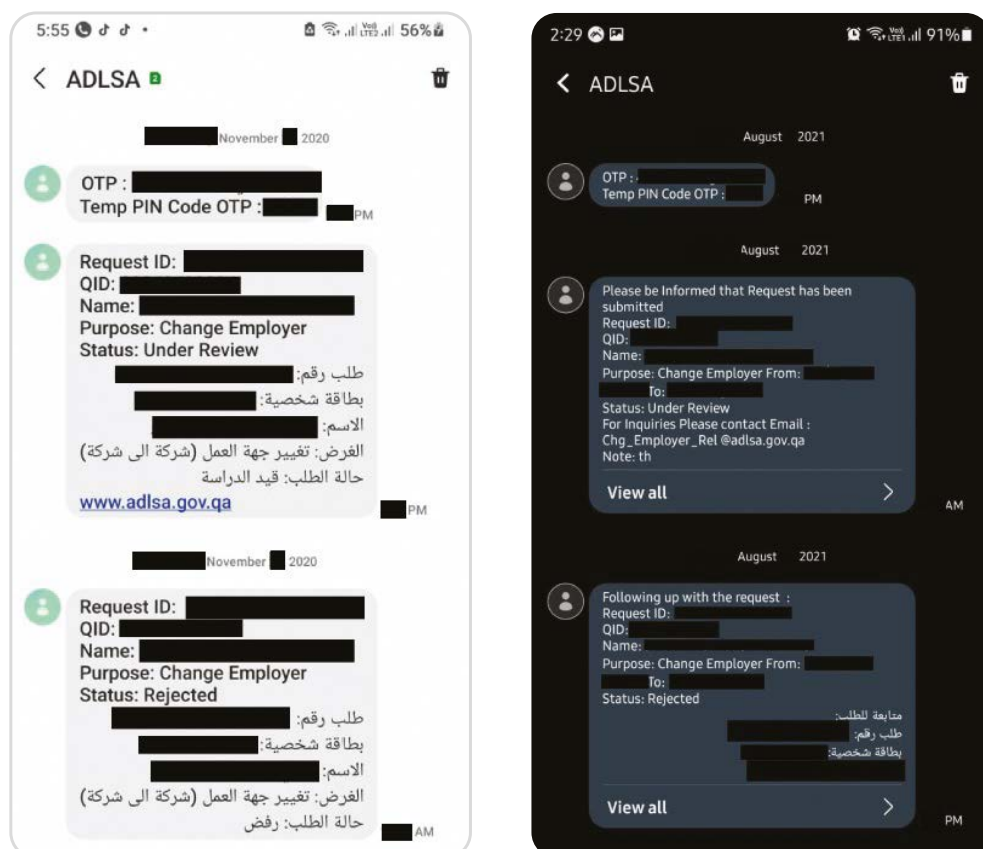 5:55
56%
ADLSA 2
November 2020
OTP :
Temp PIN Code OTP :
PM
Request ID:
QID:
Name:
Purpose: Change Employer
Status: Under Review
طلب رقم:
بطاقة شخصية:
الاسم:
الغرض: تغيير جهة العمل (شركة الى شركة)
حالة الطلب: قيد الدراسة
www.adlsa.gov.qa
PM
November 2020
Request ID:
QID:
Name:
Purpose: Change Employer
Status: Rejected
طلب رقم:
بطاقة شخصية:
الاسم:
الغرض: تغيير جهة العمل (شركة الى شركة)
حالة الطلب: رفض
AM
2:29
91%
ADLSA
August 2021
OTP :
Temp PIN Code OTP :
PM
August 2021
Please be Informed that Request has been
submitted
Request ID:
QID:
Name:
Purpose: Change Employer From:
To:
Status: Under Review
For Inquiries Please contact Email :
Chg_Employer_Rel @adlsa.gov.qa
Note: th
View all
AM
August 2021
Following up with the request :
Request ID:
QID:
Name:
Purpose: Change Employer From:
To:
Status: Rejected
متابعة للطلب:
طلب رقم:
بطاقة شخصية:
View all
PM